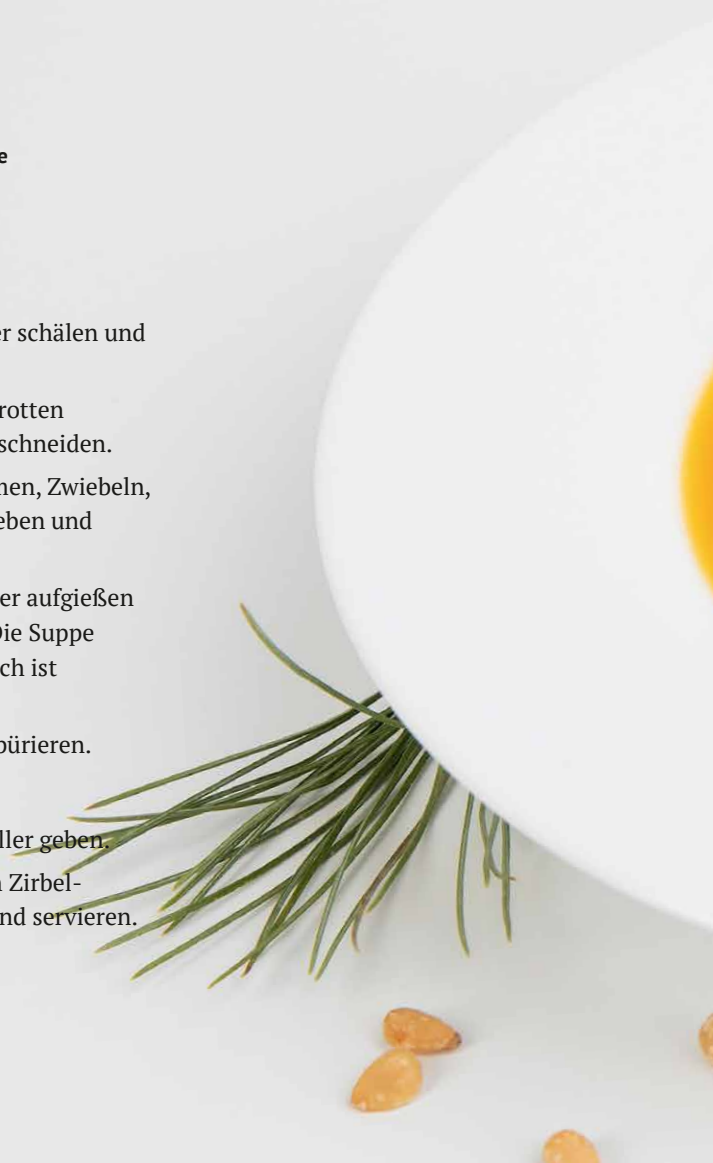 e
er schälen und
rotten
schneiden.
nen, Zwiebeln,
eben und
er aufgießen
Die Suppe
ch ist
pürieren.
ller geben.
n Zirbel-
nd servieren.